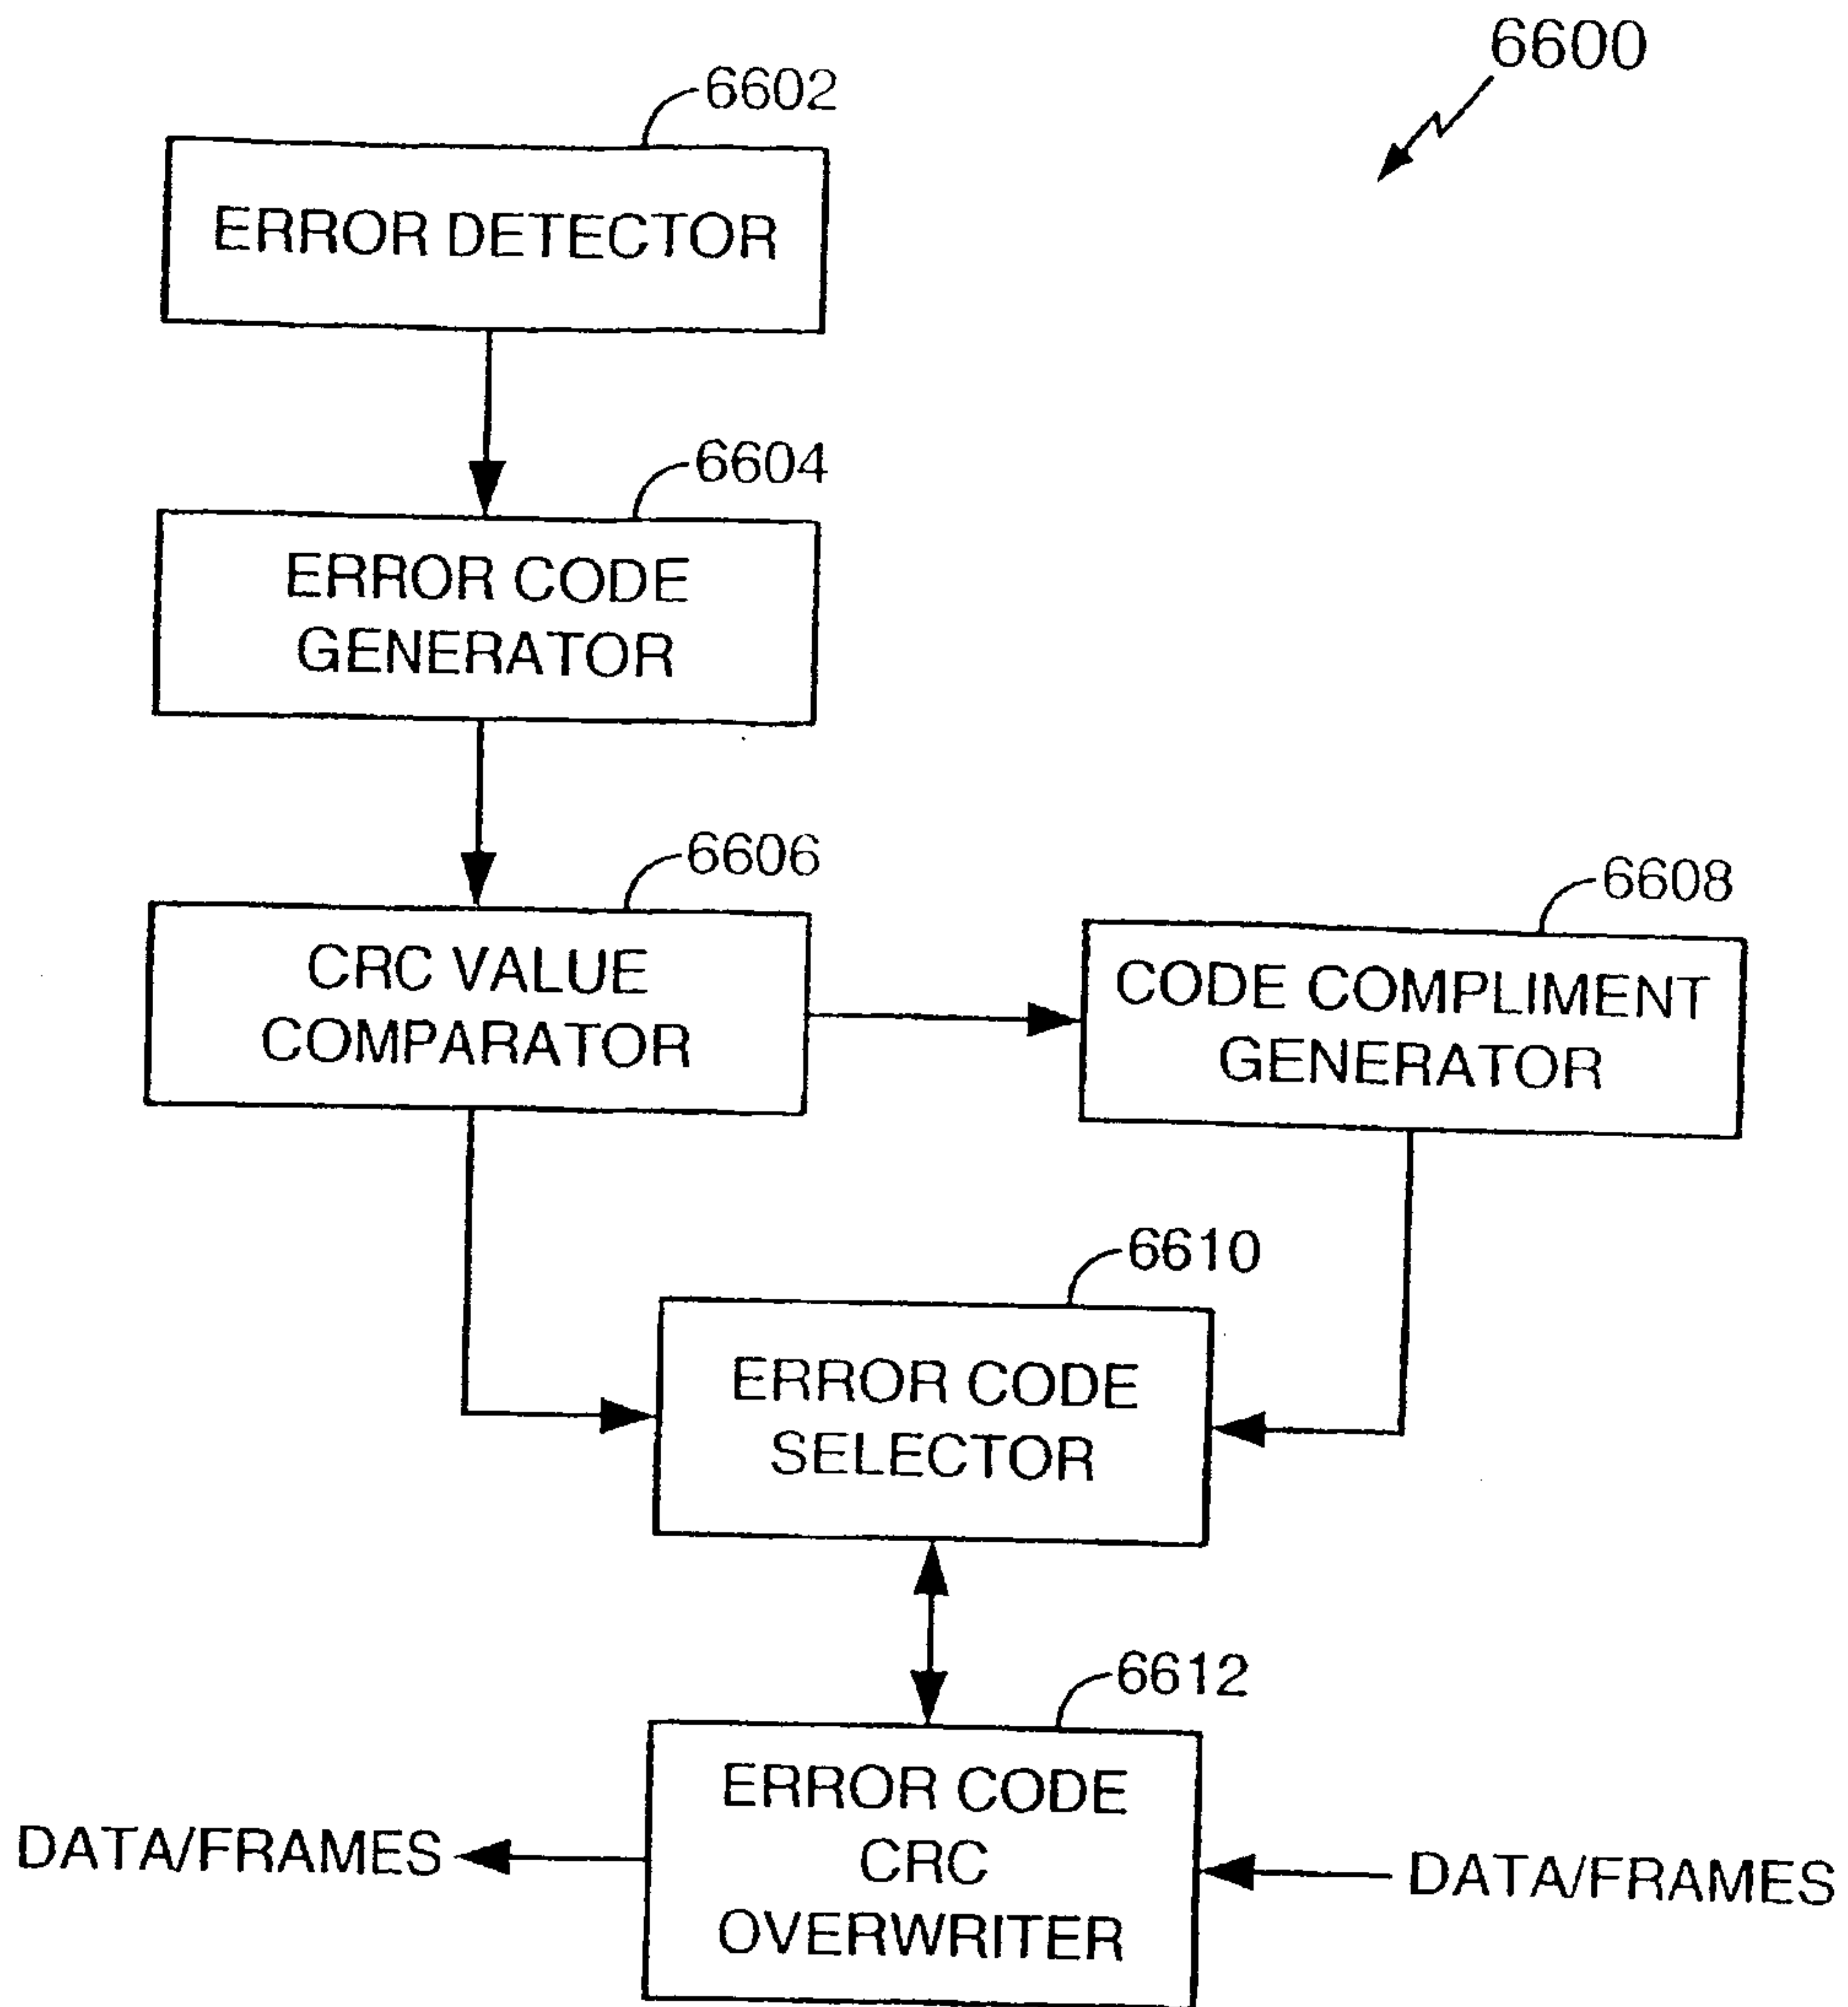 6600
6602
ERROR DETECTOR
6604
ERROR CODE
GENERATOR
6606
CRC VALUE
COMPARATOR
6608
CODE COMPLIMENT
GENERATOR
6610
ERROR CODE
SELECTOR
6612
ERROR CODE
CRC
OVERWRITER
DATA/FRAMES
DATA/FRAMES